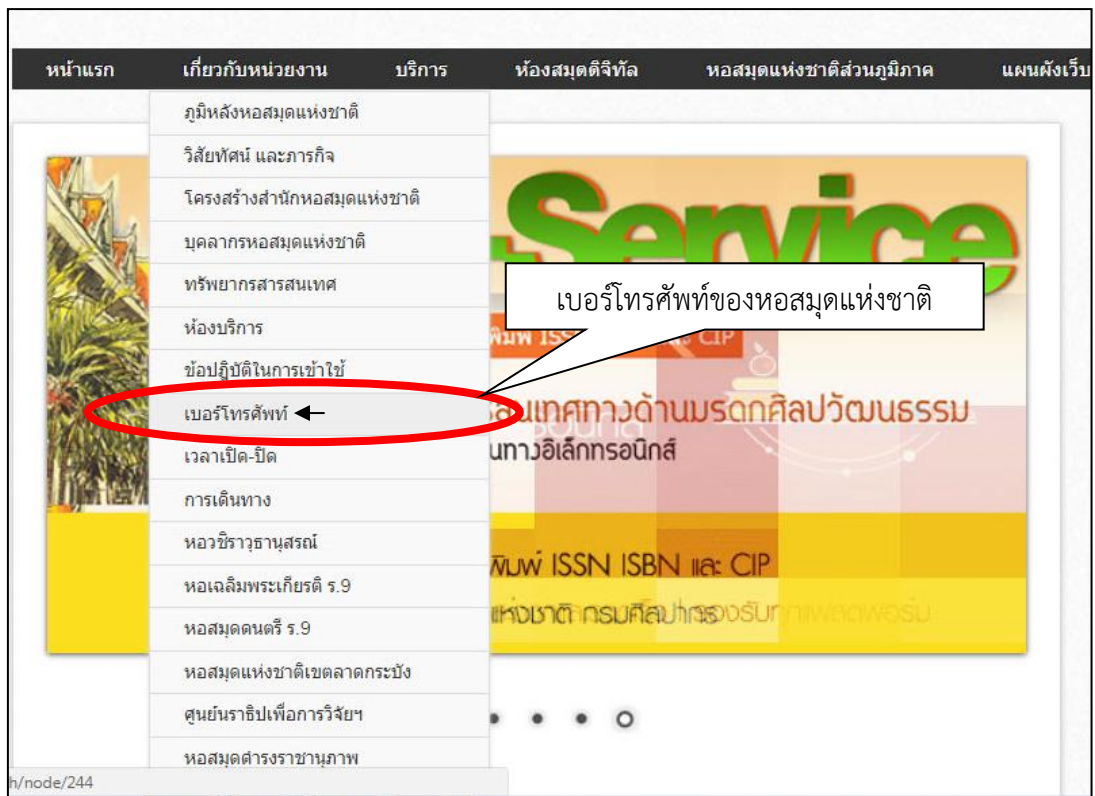 หน้าแรก เกี่ยวกับหน่วยงาน บริการ ห้องสมุดดิจิทัล หอสมุดแห่งชาติส่วนภูมิภาค แผนผังเว็บ
ภูมิหลังหอสมุดแห่งชาติ
วิสัยทัศน์ และภารกิจ
โครงสร้างสำนักหอสมุดแห่งชาติ
บุคลากรหอสมุดแห่งชาติ
ทรัพยากรสารสนเทศ
ห้องบริการ
ข้อปฏิบัติในการเข้าใช้
เบอร์โทรศัพท์
เวลาเปิด-ปิด
การเดินทาง
หอวชิราวุธานุสรณ์
หอเฉลิมพระเกียรติ ร.9
หอสมุดดนตรี ร.9
หอสมุดแห่งชาติเขตลาดกระบัง
ศูนย์นราธิปเพื่อการวิจัยฯ
หอสมุดดำรงราชานุภาพ
-Service
เบอร์โทรศัพท์ของหอสมุดแห่งชาติ
CIP
นเทศทางด้านมรดกศิลปวัฒนธรรม
นทางอิเล็กทรอนิกส์
พิมพ์ ISSN ISBN และ CIP
h/node/244